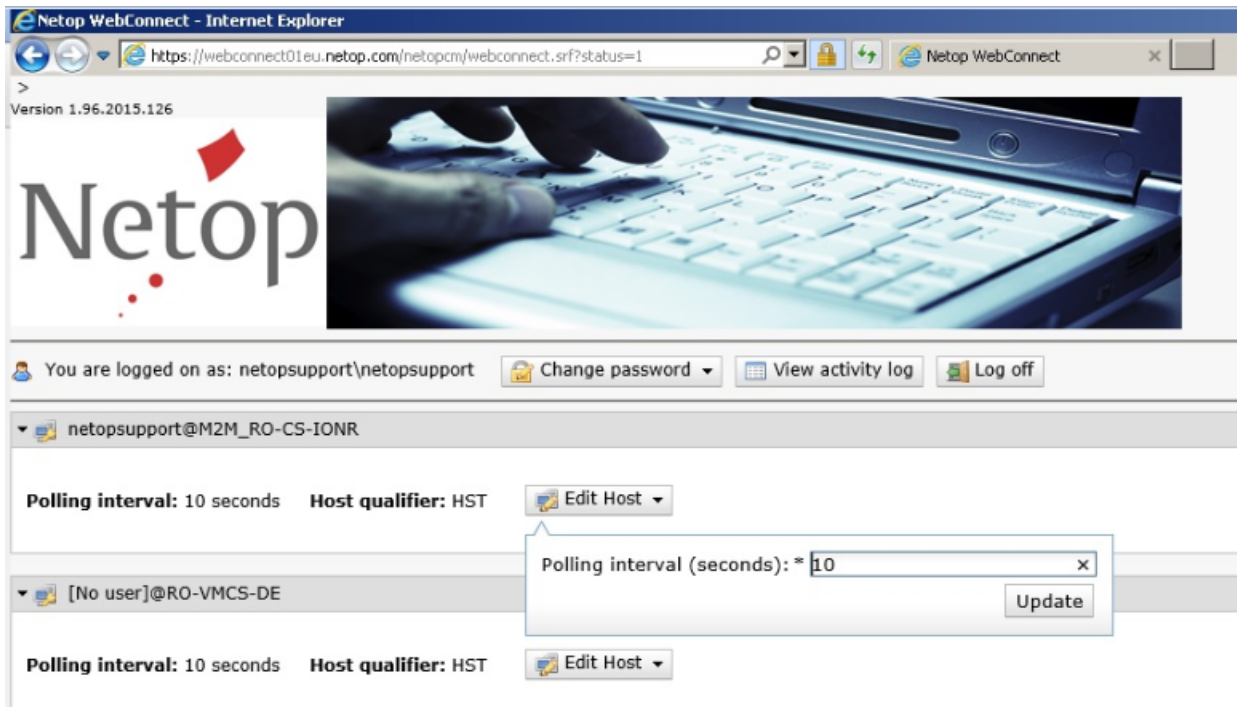 Netop WebConnect - Internet Explorer
https://webconnect01eu.netop.com/netopcm/webconnect.srf?status=1
Netop WebConnect
>
Version 1.96.2015.126
Netop
You are logged on as: netopsupport\netopsupport
Change password
View activity log
Log off
netopsupport@M2M_RO-CS-IONR
Polling interval: 10 seconds Host qualifier: HST
Edit Host
Polling interval (seconds): * 10
Update
[No user]@RO-VMCS-DE
Polling interval: 10 seconds Host qualifier: HST
Edit Host